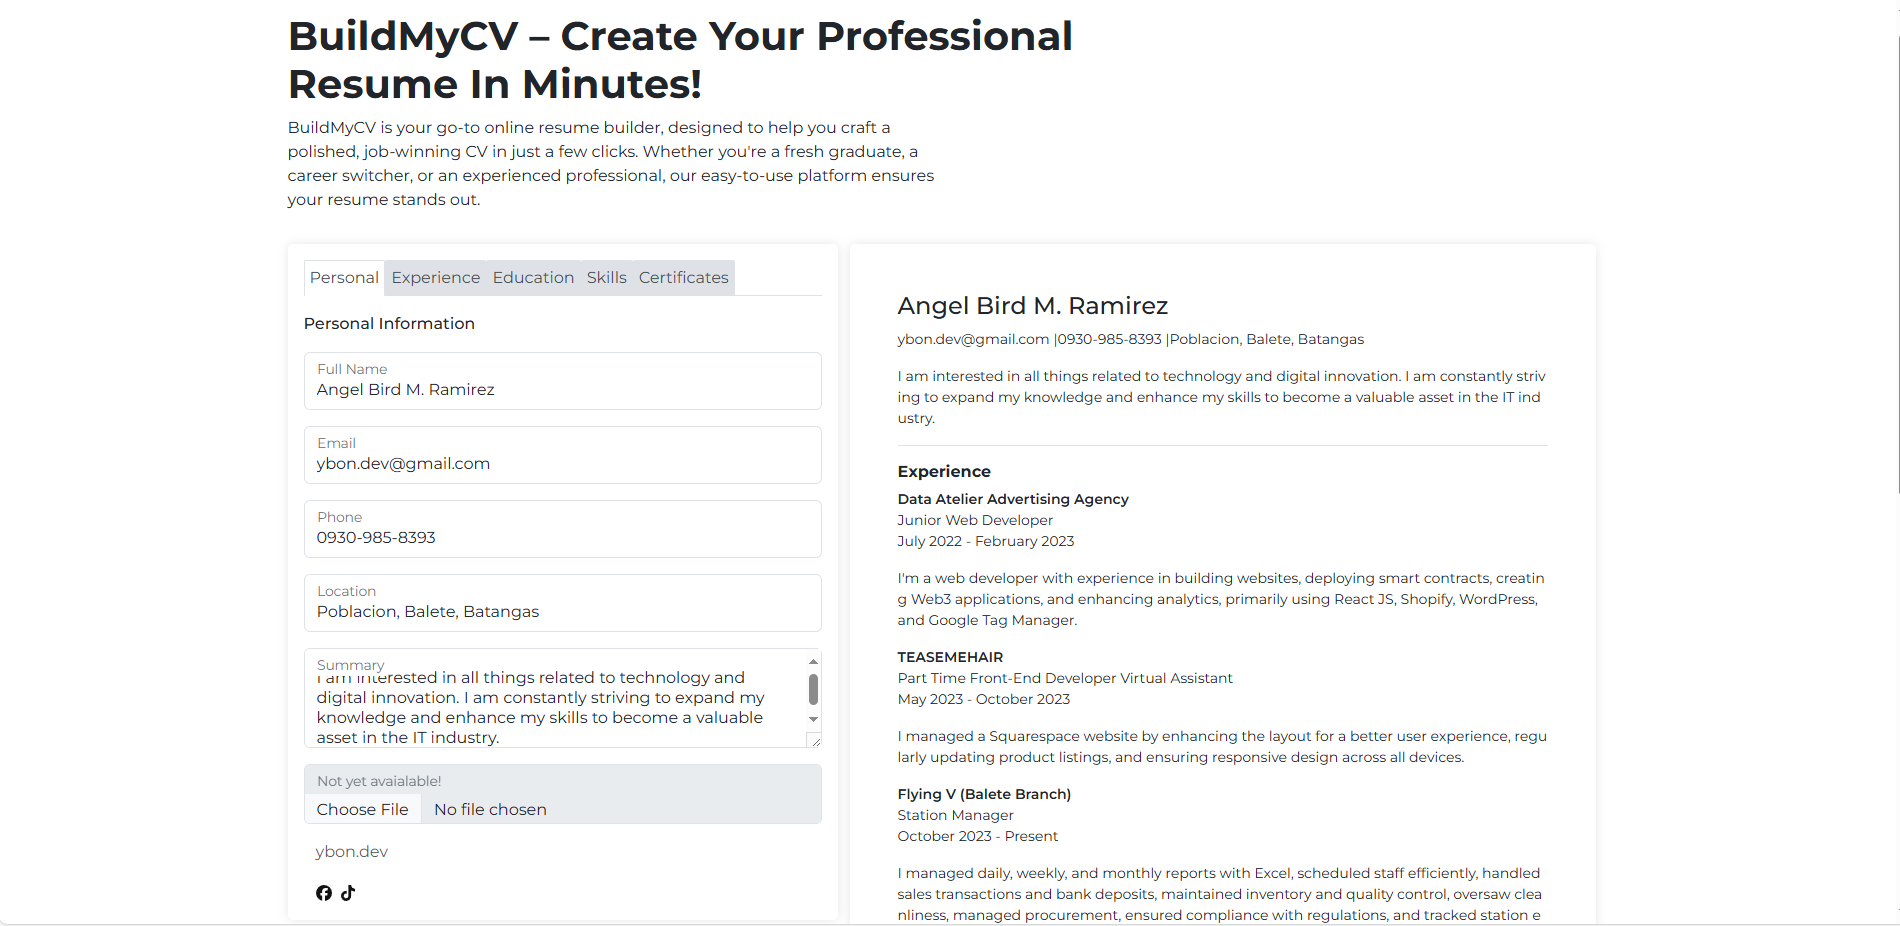 BuildMyCV – Create Your Professional
Resume In Minutes!
BuildMyCV is your go-to online resume builder, designed to help you craft a
polished, job-winning CV in just a few clicks. Whether you're a fresh graduate, a
career switcher, or an experienced professional, our easy-to-use platform ensures
your resume stands out.
Personal Experience Education Skills Certificates
Personal Information
Full Name
Angel Bird M. Ramirez
Email
ybon.dev@gmail.com
Phone
0930-985-8393
Location
Poblacion, Balete, Batangas
Summary
I am interested in all things related to technology and
digital innovation. I am constantly striving to expand my
knowledge and enhance my skills to become a valuable
asset in the IT industry.
Not yet avaialable!
Choose File No file chosen
ybon.dev
Angel Bird M. Ramirez
ybon.dev@gmail.com |0930-985-8393 |Poblacion, Balete, Batangas
I am interested in all things related to technology and digital innovation. I am constantly striv
ing to expand my knowledge and enhance my skills to become a valuable asset in the IT ind
ustry.
Experience
Data Atelier Advertising Agency
Junior Web Developer
July 2022 - February 2023
I'm a web developer with experience in building websites, deploying smart contracts, creatin
g Web3 applications, and enhancing analytics, primarily using React JS, Shopify, WordPress,
and Google Tag Manager.
TEASEMEHAIR
Part Time Front-End Developer Virtual Assistant
May 2023 - October 2023
I managed a Squarespace website by enhancing the layout for a better user experience, regu
larly updating product listings, and ensuring responsive design across all devices.
Flying V (Balete Branch)
Station Manager
October 2023 - Present
I managed daily, weekly, and monthly reports with Excel, scheduled staff efficiently, handled
sales transactions and bank deposits, maintained inventory and quality control, oversaw clea
nliness, managed procurement, ensured compliance with regulations, and tracked station e